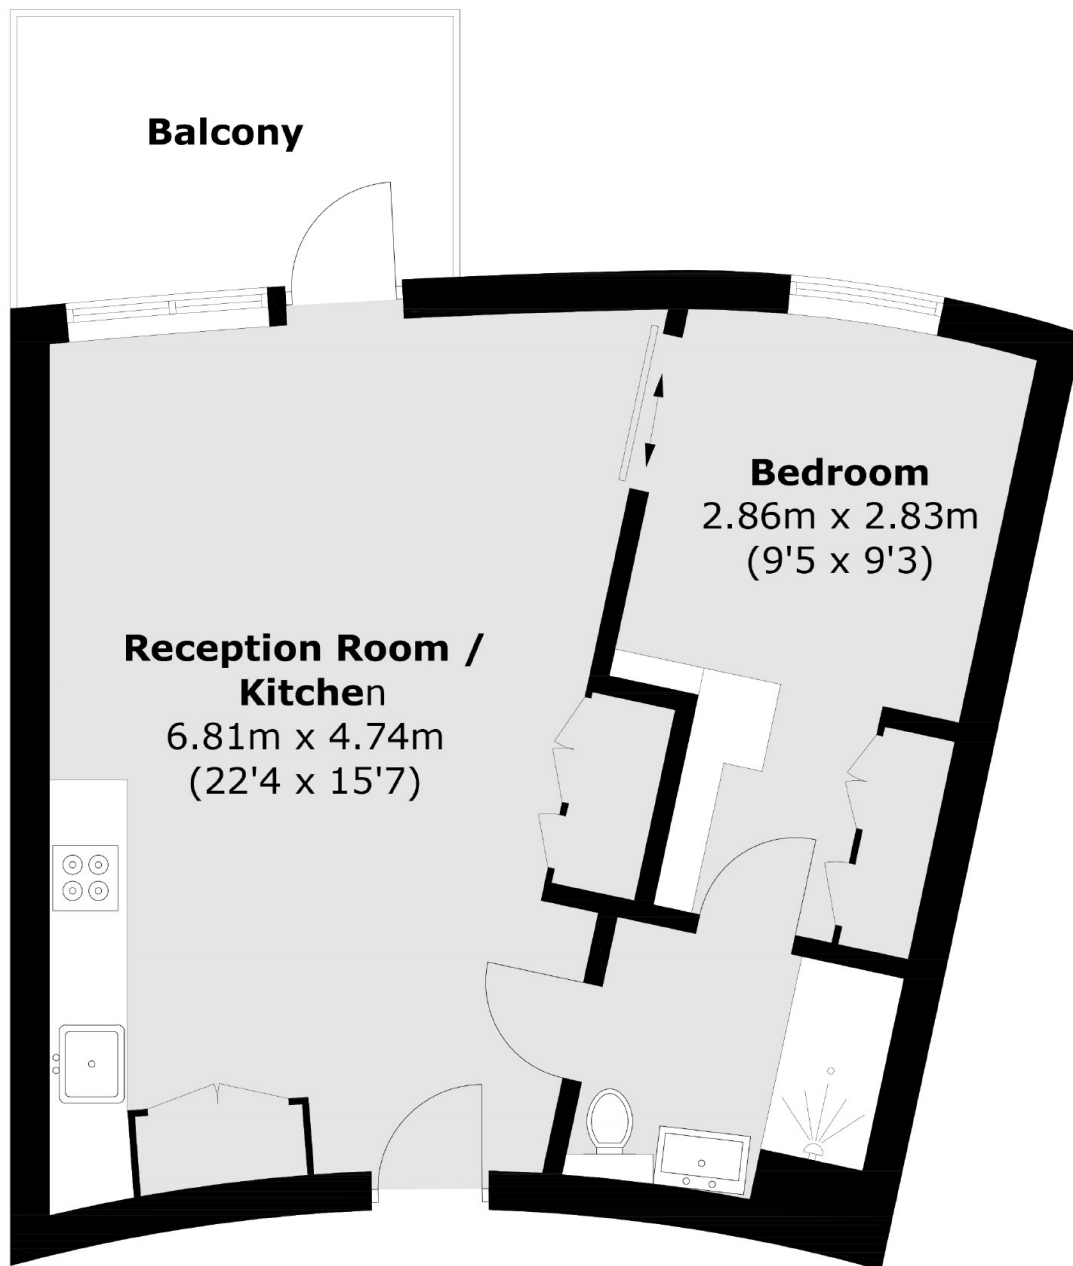 Balcony
Bedroom
2.86m x 2.83m
(9'5 x 9'3)
Reception Room /
Kitchen
6.81m x 4.74m
(22'4 x 15'7)